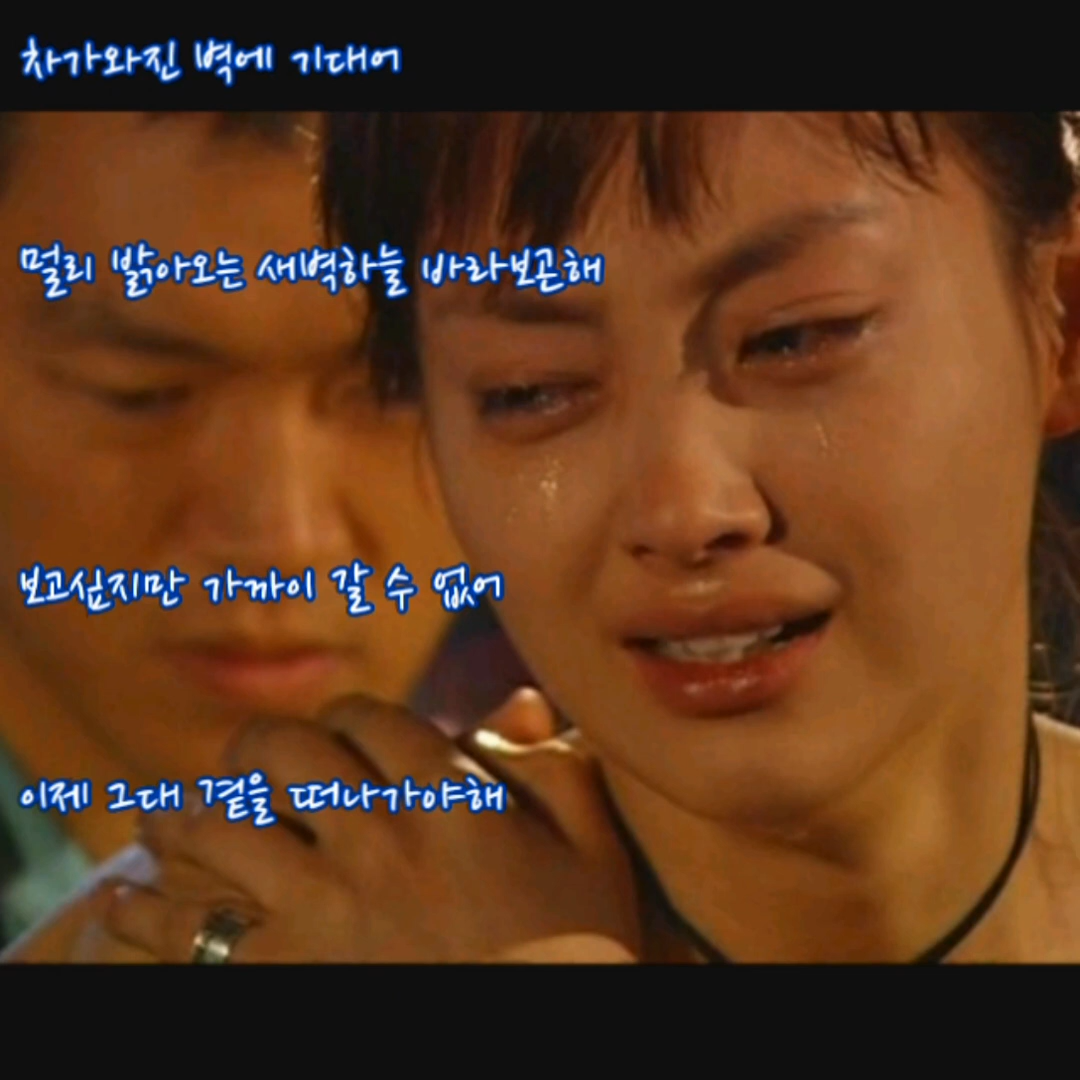 차가와진 벽에 기대어
멀리 밝아오는 새벽하늘 바라보곤해
보고싶지만 가까이 갈 수 없어
이제 그대 곁을 떠나가야해